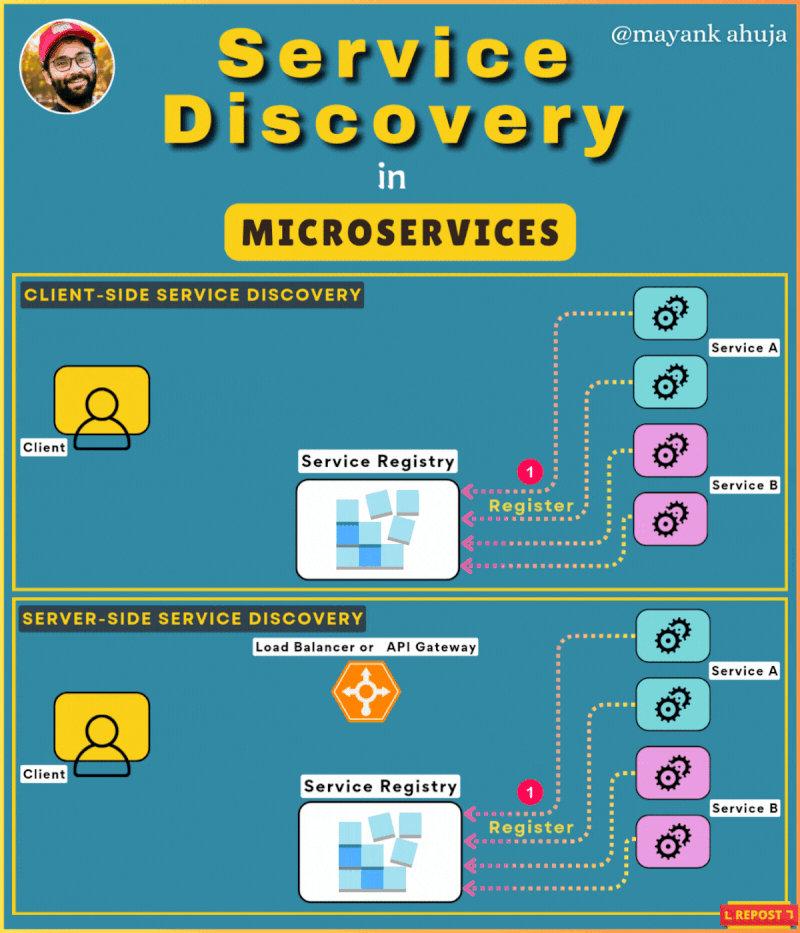 @mayank ahuja
Service
Discovery
in
MICROSERVICES
CLIENT-SIDE SERVICE DISCOVERY
Service A
Client
Service Registry
1
Register
Service B
SERVER-SIDE SERVICE DISCOVERY
Load Balancer or API Gateway
Service A
Client
Service Registry
1
Register
Service B
REPOST